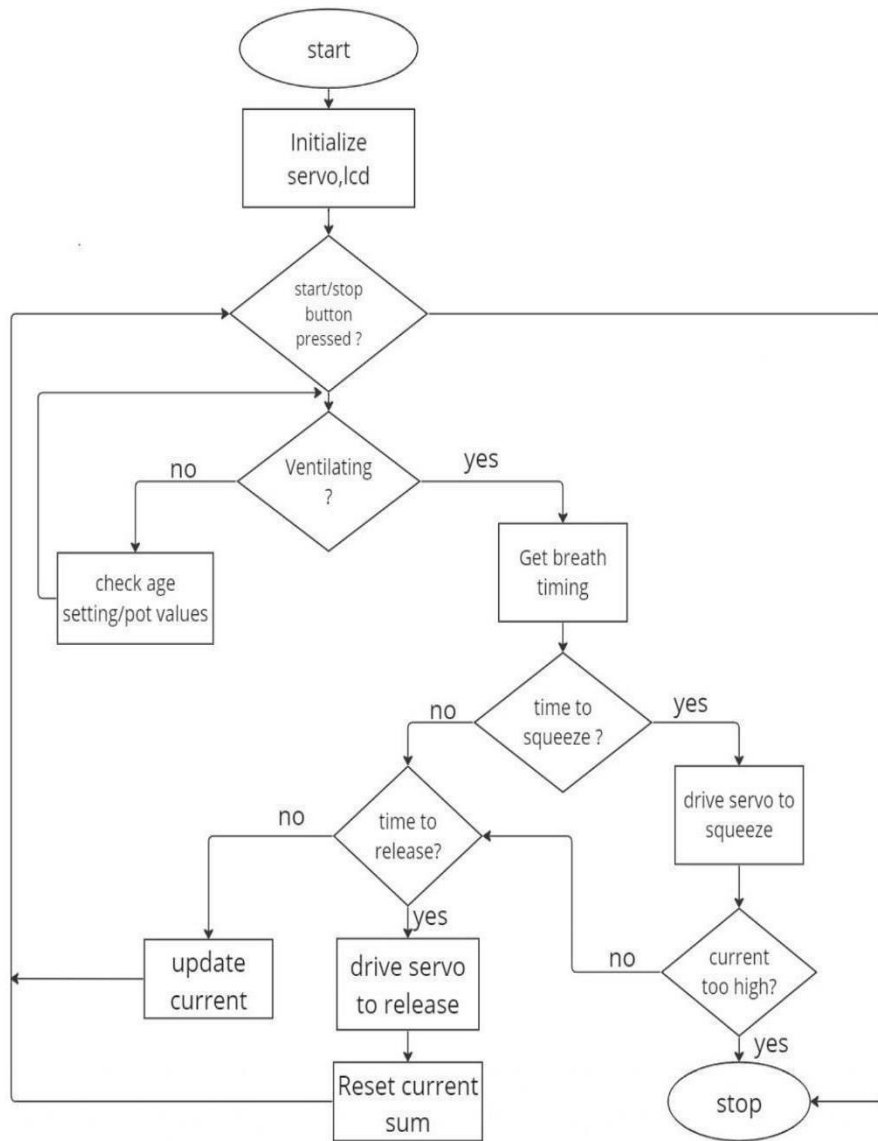 start
Initialize
servo,lcd
start/stop
button
pressed ?
Ventilating
?
no
yes
check age
setting/pot values
Get breath
timing
time to
squeeze ?
no
yes
drive servo to
squeeze
time to
release?
no
yes
update
current
drive servo
to release
current
too high?
no
yes
Reset current
sum
stop